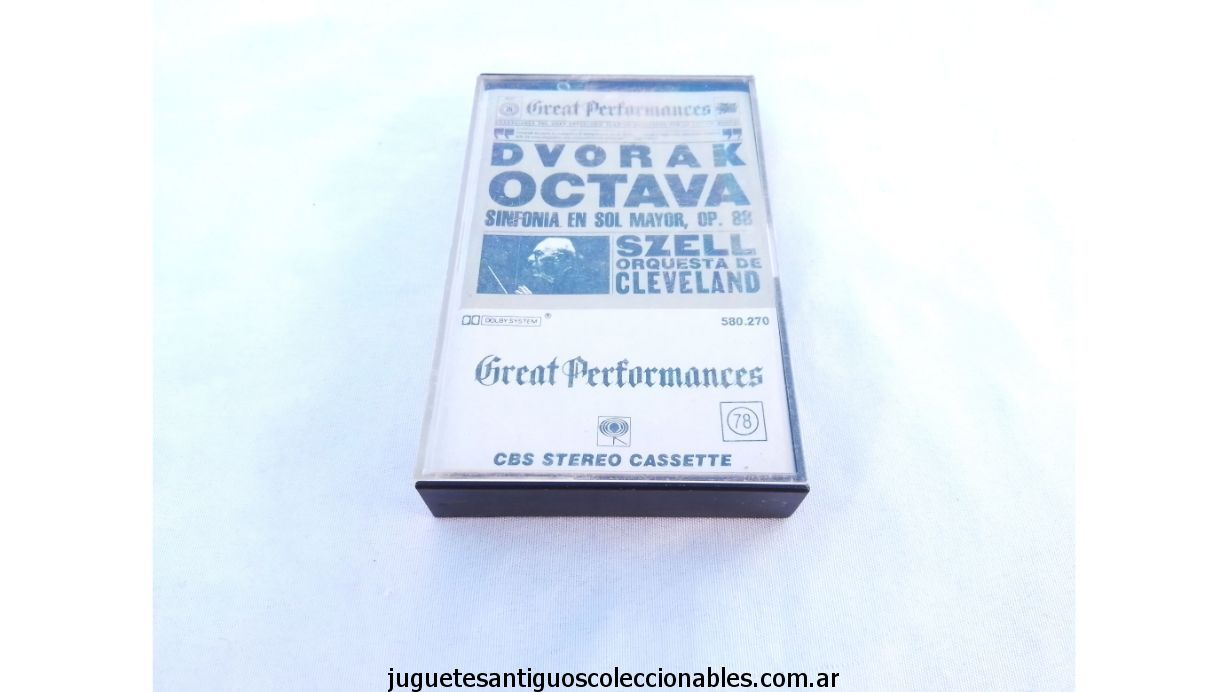 Great Performances
DVORAK
OCTAVA
SINFONIA EN SOL MAYOR, OP. 88
SZELL
ORQUESTA DE
CLEVELAND
DOLBY SYSTEM ®
580.270
Great Performances
78
CBS STEREO CASSETTE
juguetesantiguoscoleccionables.com.ar